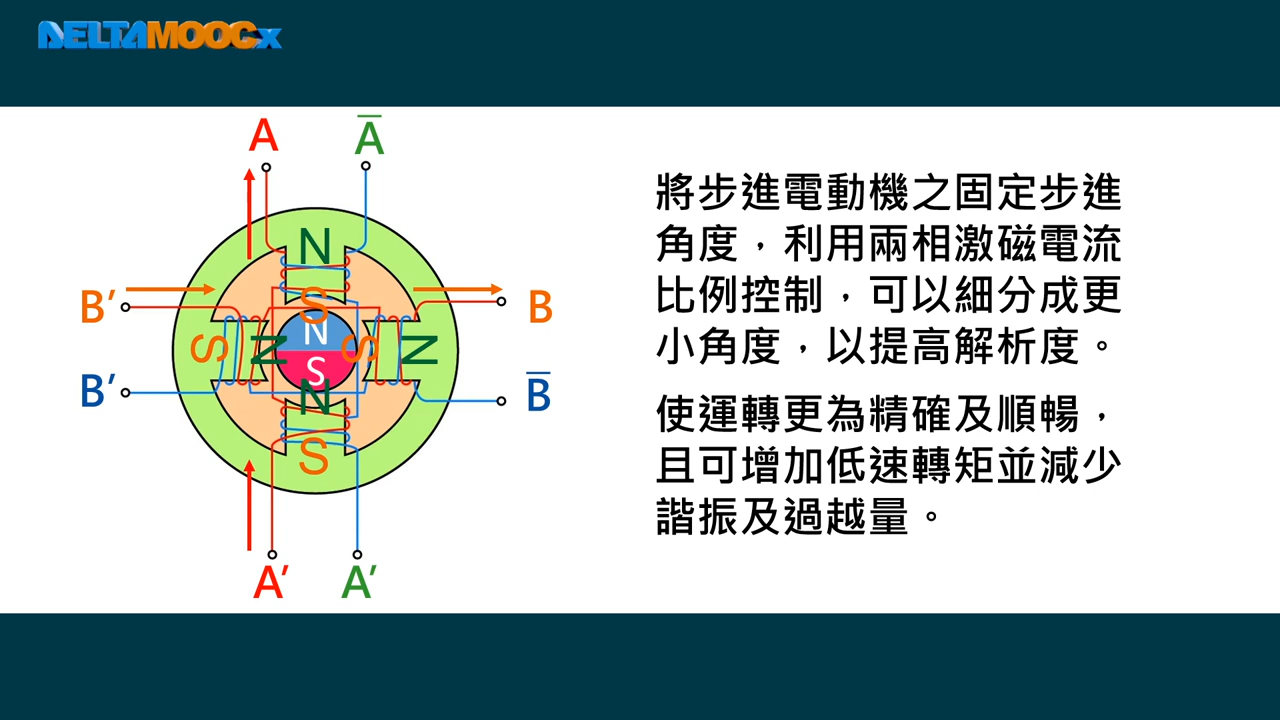 DELTAMOOCx
A
A̅
N
S
B′
B
S
N
N
S
S
N
B′
B̅
N
S
A′
A′
將步進電動機之固定步進
角度，利用兩相激磁電流
比例控制，可以細分成更
小角度，以提高解析度。
使運轉更為精確及順暢，
且可增加低速轉矩並減少
諧振及過越量。